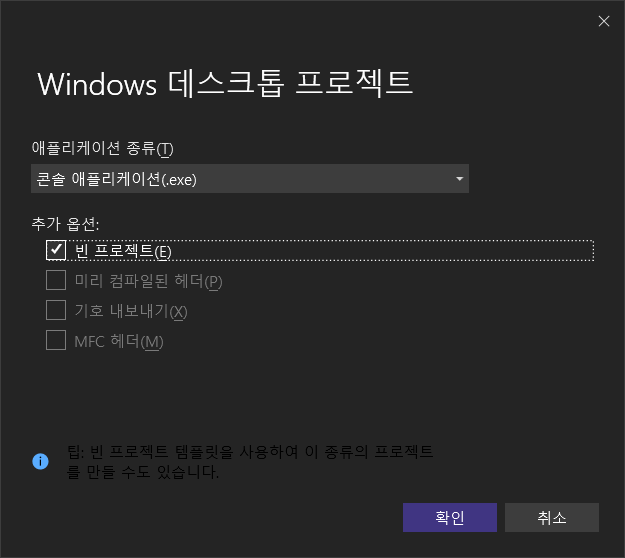 Windows 데스크톱 프로젝트
애플리케이션 종류(T)
콘솔 애플리케이션(.exe)
추가 옵션:
빈 프로젝트(E)
미리 컴파일된 헤더(P)
기호 내보내기(X)
MFC 헤더(M)
팁: 빈 프로젝트 템플릿을 사용하여 이 종류의 프로젝트
를 만들 수도 있습니다.
확인
취소